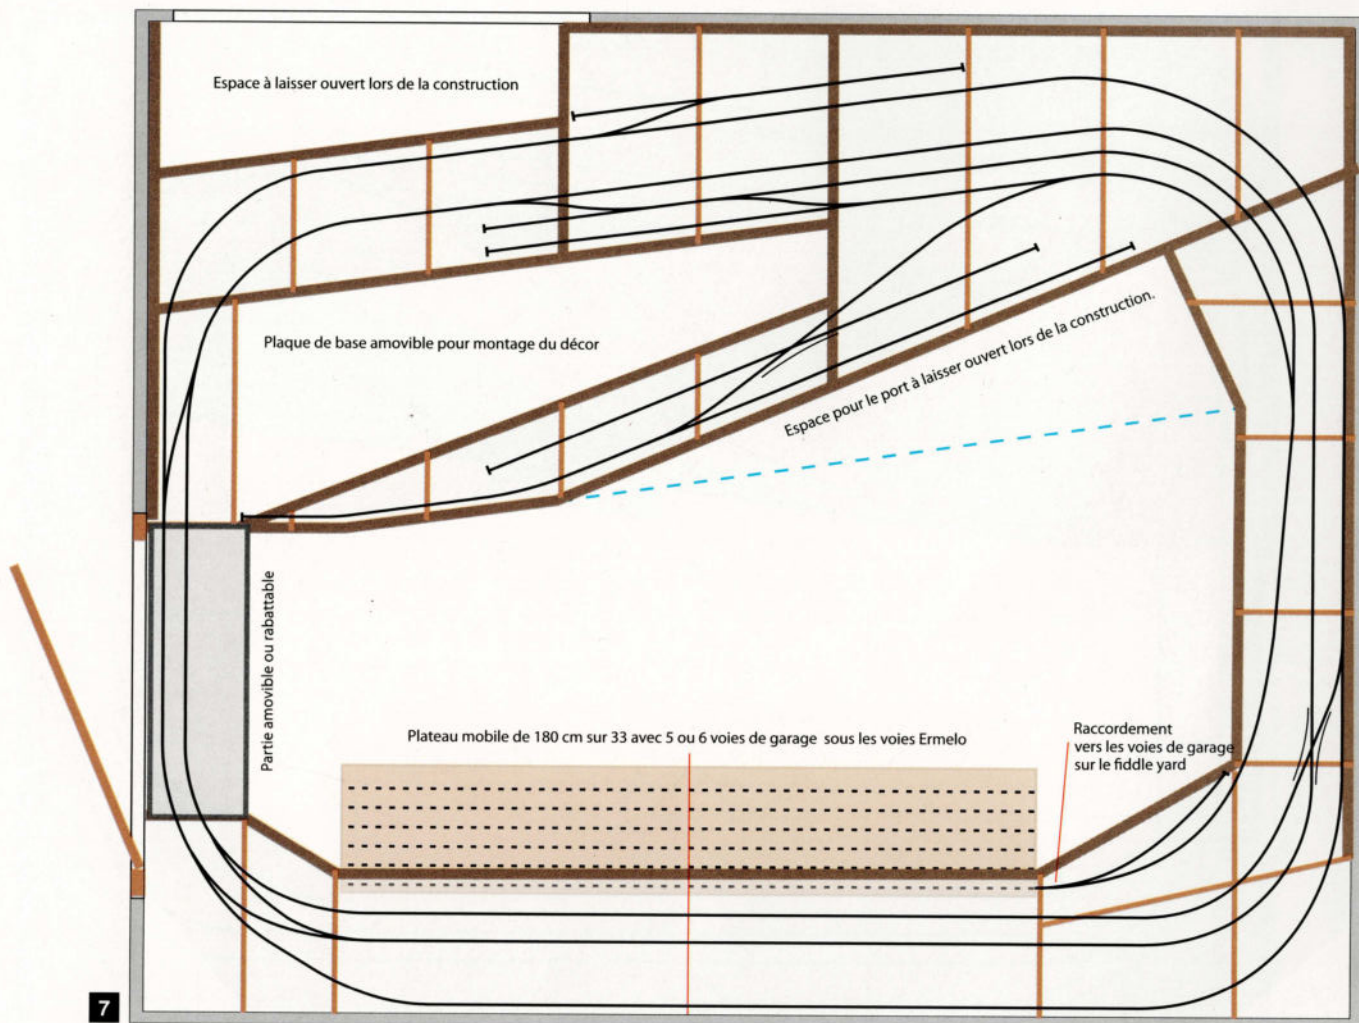 Espace à laisser ouvert lors de la construction
Plaque de base amovible pour montage du décor
Espace pour le port à laisser ouvert lors de la construction.
Partie amovible ou rabattable
Plateau mobile de 180 cm sur 33 avec 5 ou 6 voies de garage sous les voies Ermelo
Raccordement
vers les voies de garage
sur le fiddle yard
7